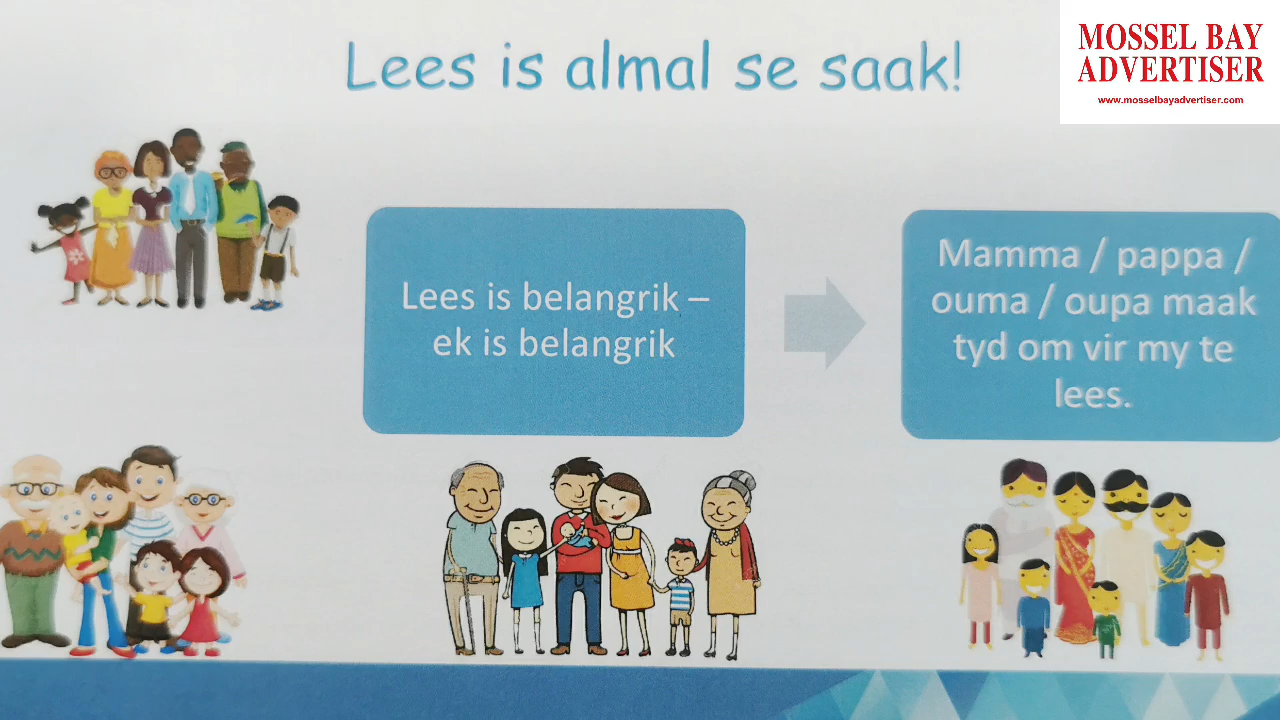 Lees is almal se saak!
MOSSEL BAY
ADVERTISER
www.mosselbayadvertiser.com
Lees is belangrik –
ek is belangrik
Mamma / pappa /
ouma / oupa maak
tyd om vir my te
lees.